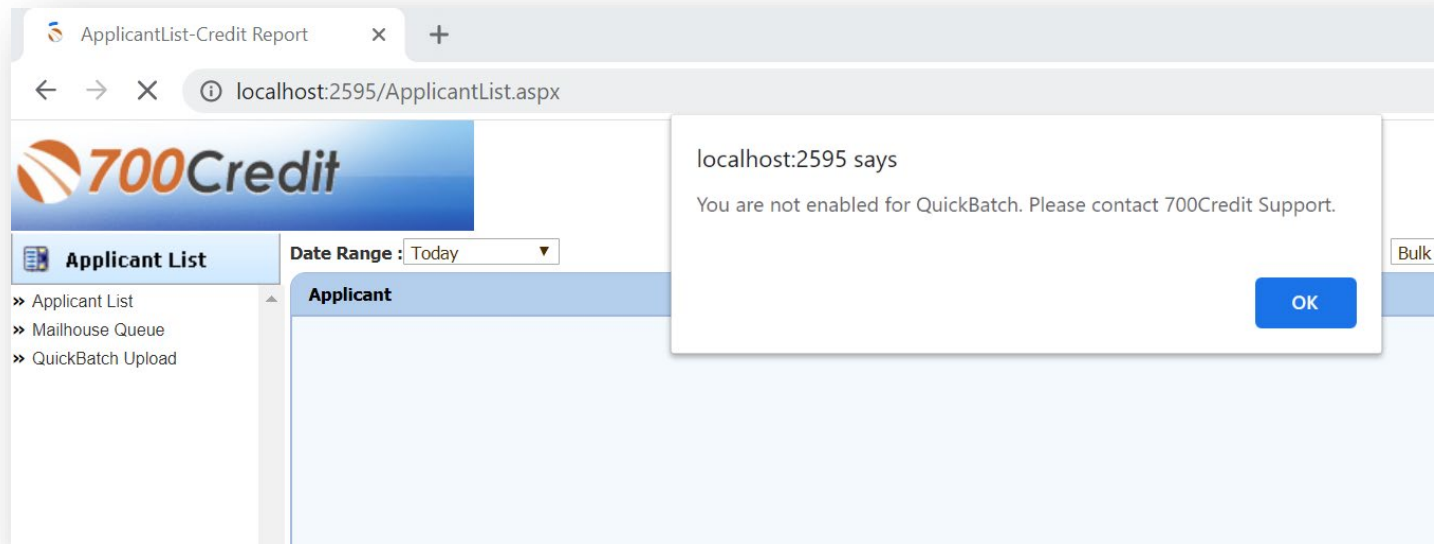 ApplicantList-Credit Report
localhost:2595/ApplicantList.aspx
700Credit
localhost:2595 says
You are not enabled for QuickBatch. Please contact 700Credit Support.
OK
Applicant List
Date Range : Today
Bulk
» Applicant List
Applicant
» Mailhouse Queue
» QuickBatch Upload